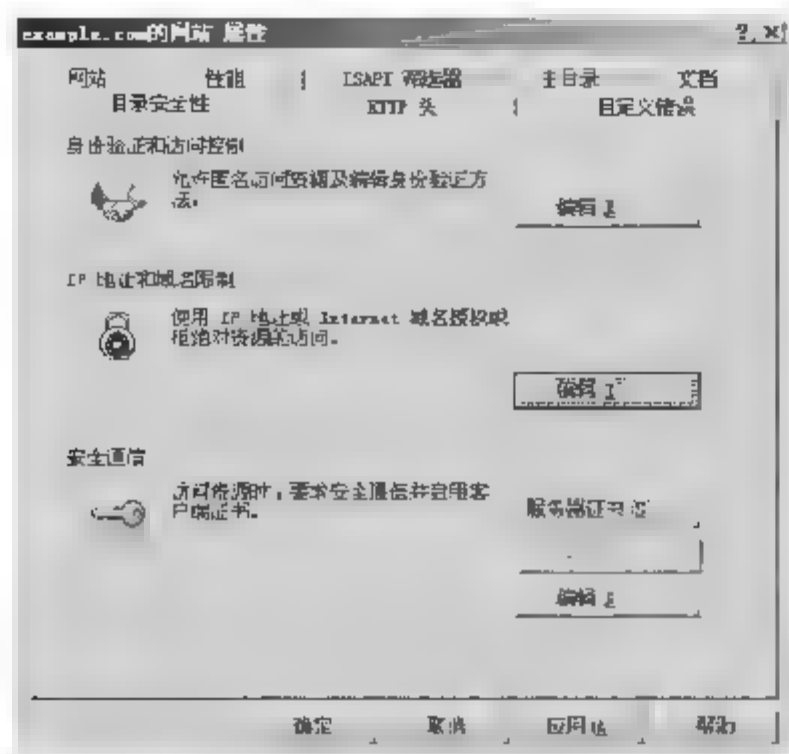 example.com的网站 属性
网站 性能 ISAPI 筛选器 主目录 文档
目录安全性 HTTP 头 自定义错误
身份验证和访问控制
允许匿名访问资源及编辑身份验证方
法。
编辑
IP 地址和域名限制
使用 IP 地址或 Internet 域名授权或
拒绝对资源的访问。
编辑
安全通信
访问资源时，要求安全通信并启用客
户端证书。
服务器证书
编辑
确定 取消 应用 帮助